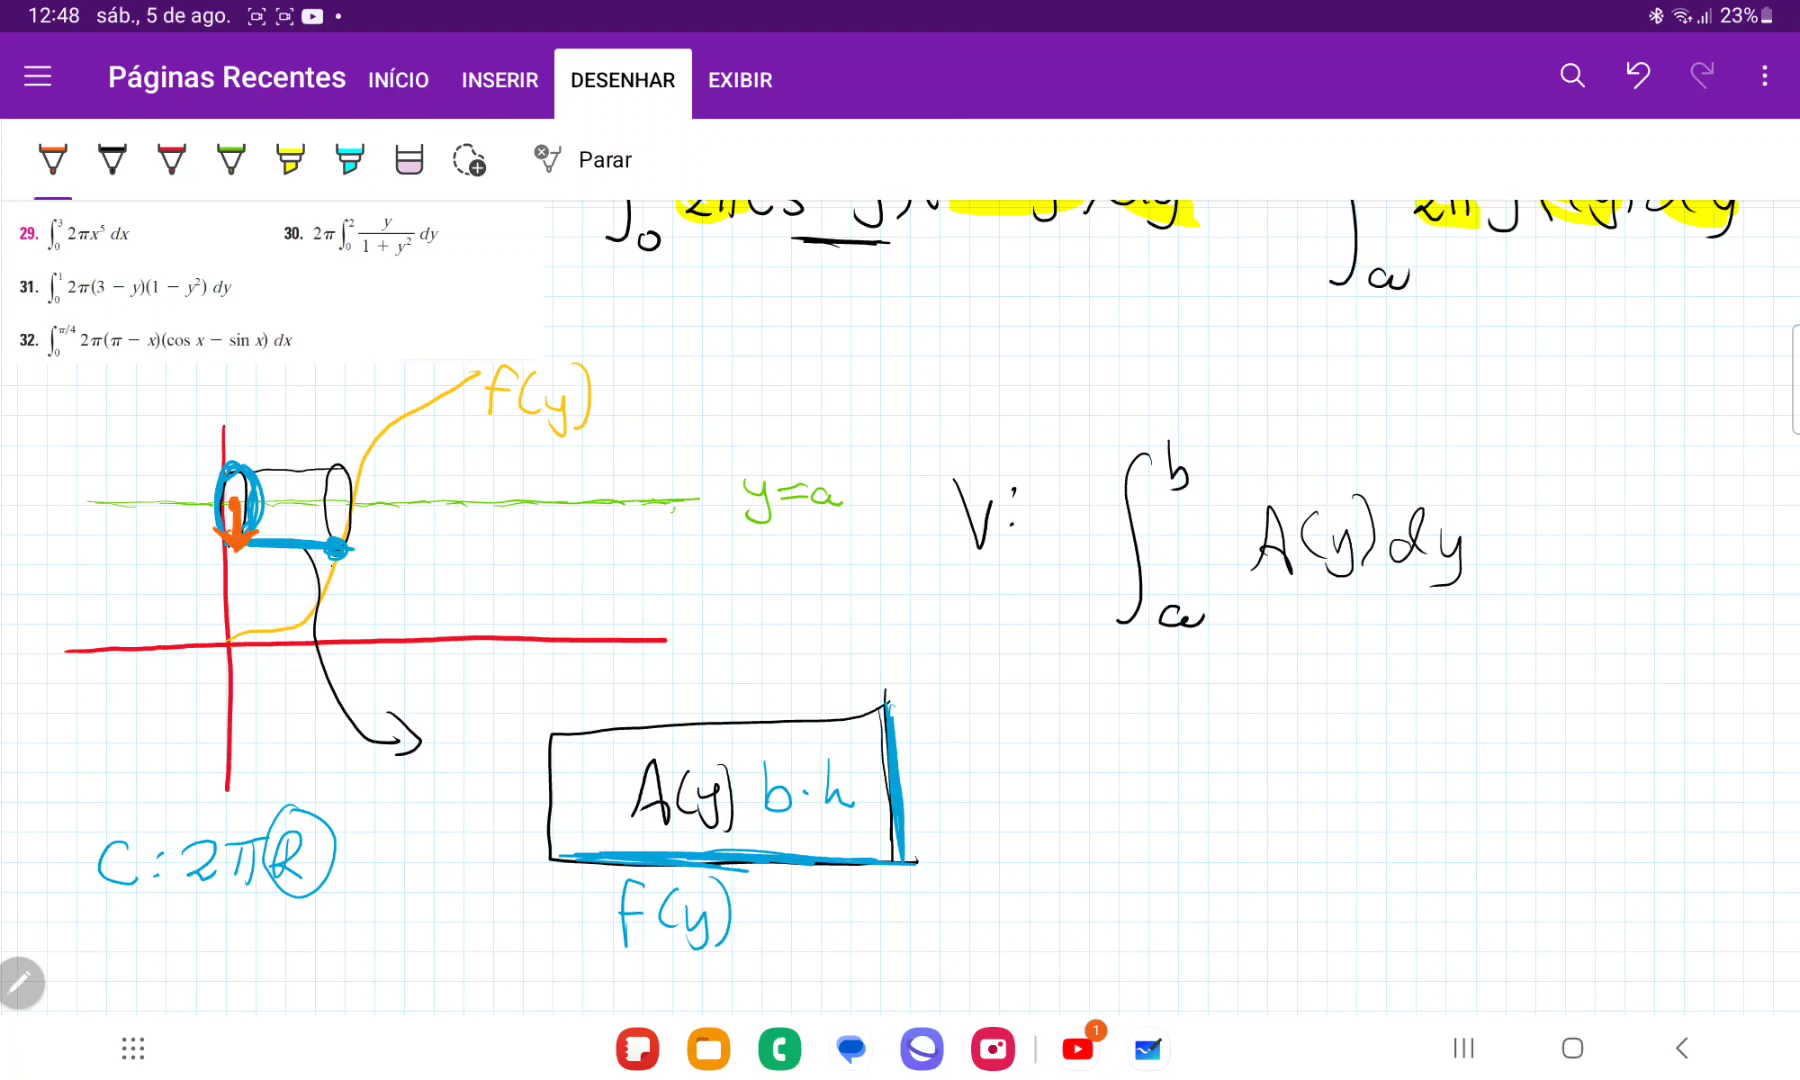 12:48 sáb., 5 de ago.
23%
Páginas Recentes INÍCIO INSERIR DESENHAR EXIBIR
Parar
29. ∫₀³ 2πx⁵ dx
30. 2π ∫₀² y/(1 + y²) dy
31. ∫₀¹ 2π(3 − y)(1 − y²) dy
32. ∫₀^π/4 2π(π − x)(cos x − sin x) dx
f(y)
y=a
V: ∫ₐᵇ A(y)dy
A(y) b·h
C: 2πR
f(y)
1